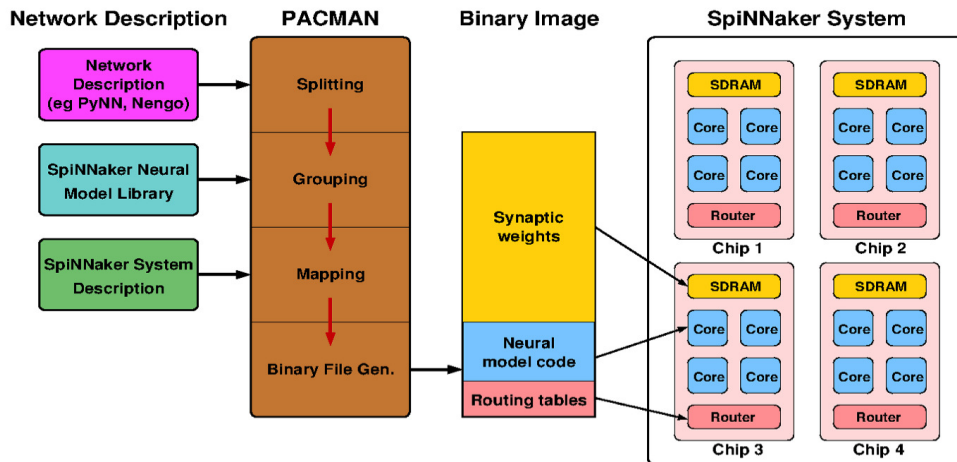 Network Description
PACMAN
Binary Image
SpiNNaker System
Network
Description
(eg PyNN, Nengo)
SpiNNaker Neural
Model Library
SpiNNaker System
Description
Splitting
Grouping
Mapping
Binary File Gen.
Synaptic
weights
Neural
model code
Routing tables
SDRAM
Core Core
Core Core
Router
Chip 1
SDRAM
Core Core
Core Core
Router
Chip 2
SDRAM
Core Core
Core Core
Router
Chip 3
SDRAM
Core Core
Core Core
Router
Chip 4